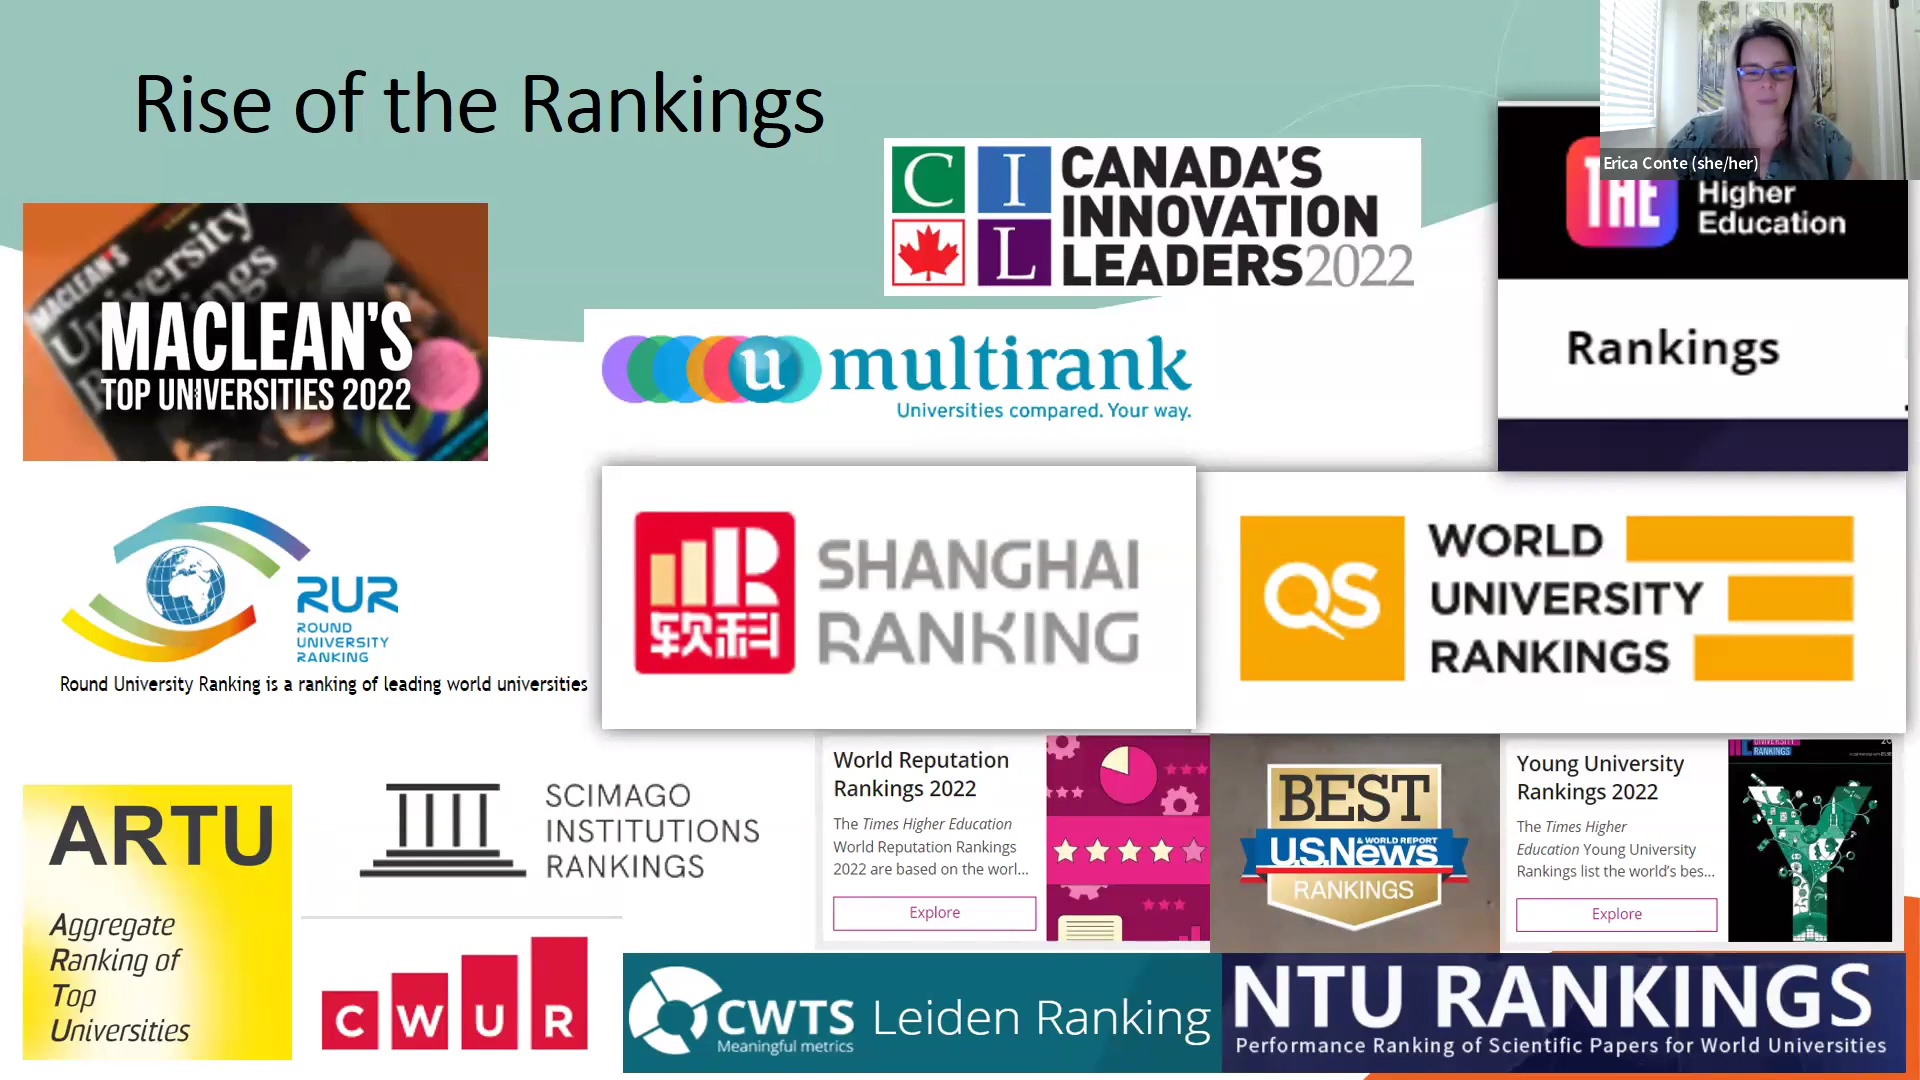 Rise of the Rankings
Erica Conte (she/her)
C I L
CANADA'S
INNOVATION
LEADERS2022
THE
Higher
Education
Rankings
MACLEAN'S
University
MACLEAN'S
TOP UNIVERSITIES 2022
u multirank
Universities compared. Your way.
RUR
ROUND
UNIVERSITY
RANKING
Round University Ranking is a ranking of leading world universities
R
软科
SHANGHAI
RANKING
QS
WORLD
UNIVERSITY
RANKINGS
ARTU
Aggregate
Ranking of
Top
Universities
SCIMAGO
INSTITUTIONS
RANKINGS
World Reputation
Rankings 2022
The Times Higher Education
World Reputation Rankings
2022 are based on the worl...
Explore
BEST
U.S.News
& WORLD REPORT
RANKINGS
Young University
Rankings 2022
The Times Higher
Education Young University
Rankings list the world's bes...
Explore
RANKINGS
CWUR
CWTS
Meaningful metrics
Leiden Ranking
NTU RANKINGS
Performance Ranking of Scientific Papers for World Universities